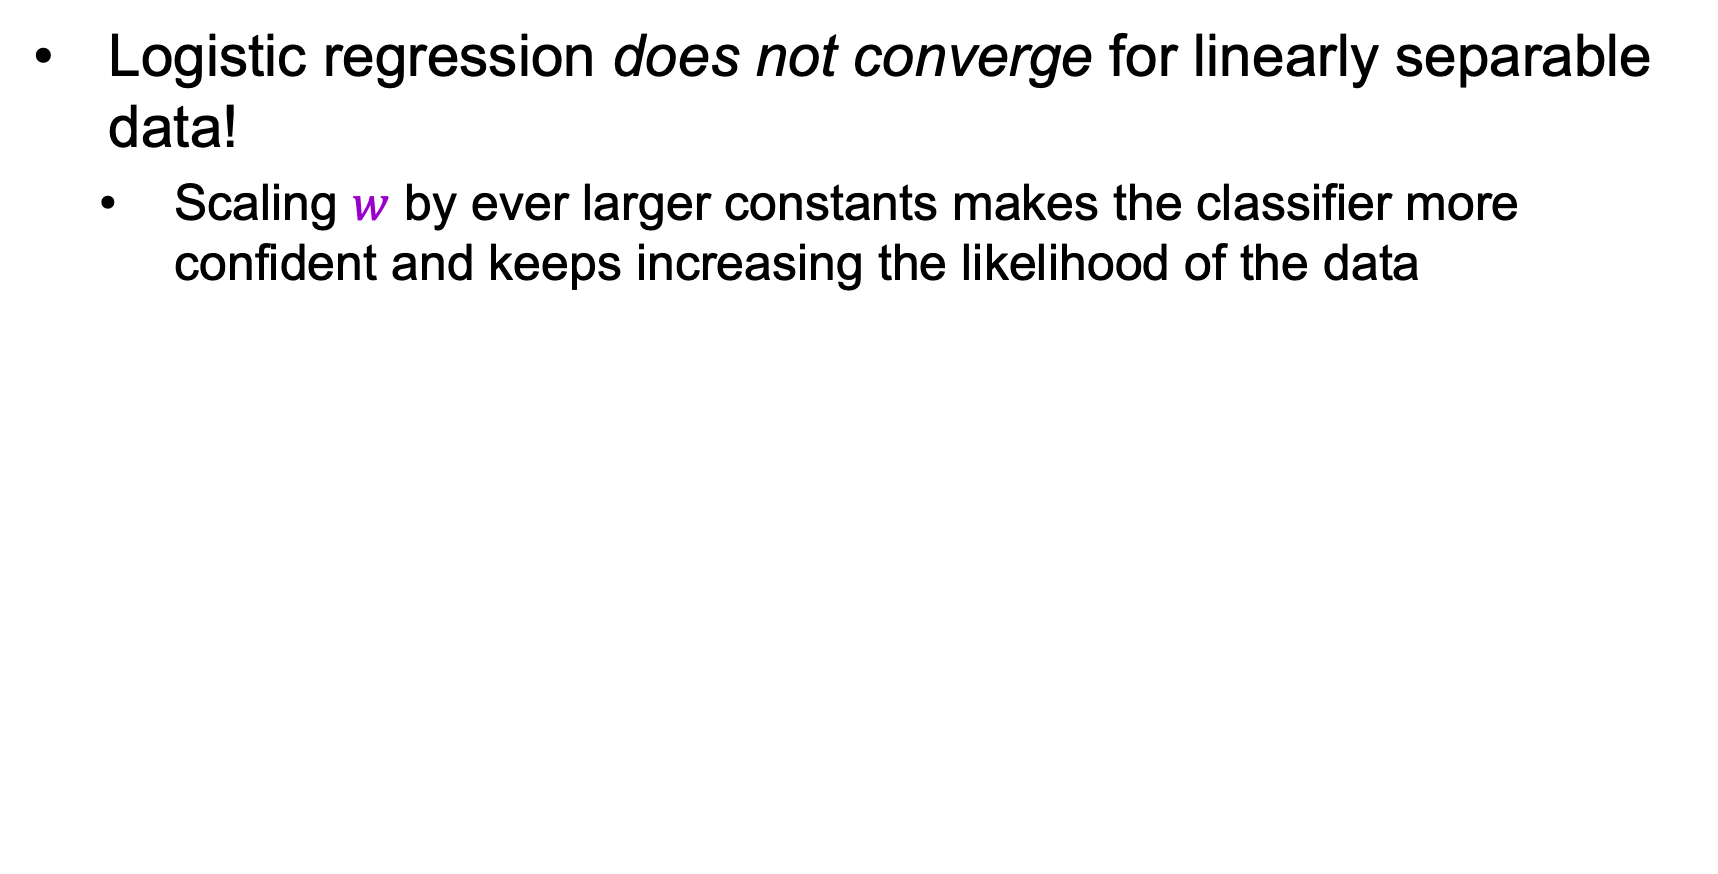 • Logistic regression does not converge for linearly separable
data!
• Scaling w by ever larger constants makes the classifier more
confident and keeps increasing the likelihood of the data